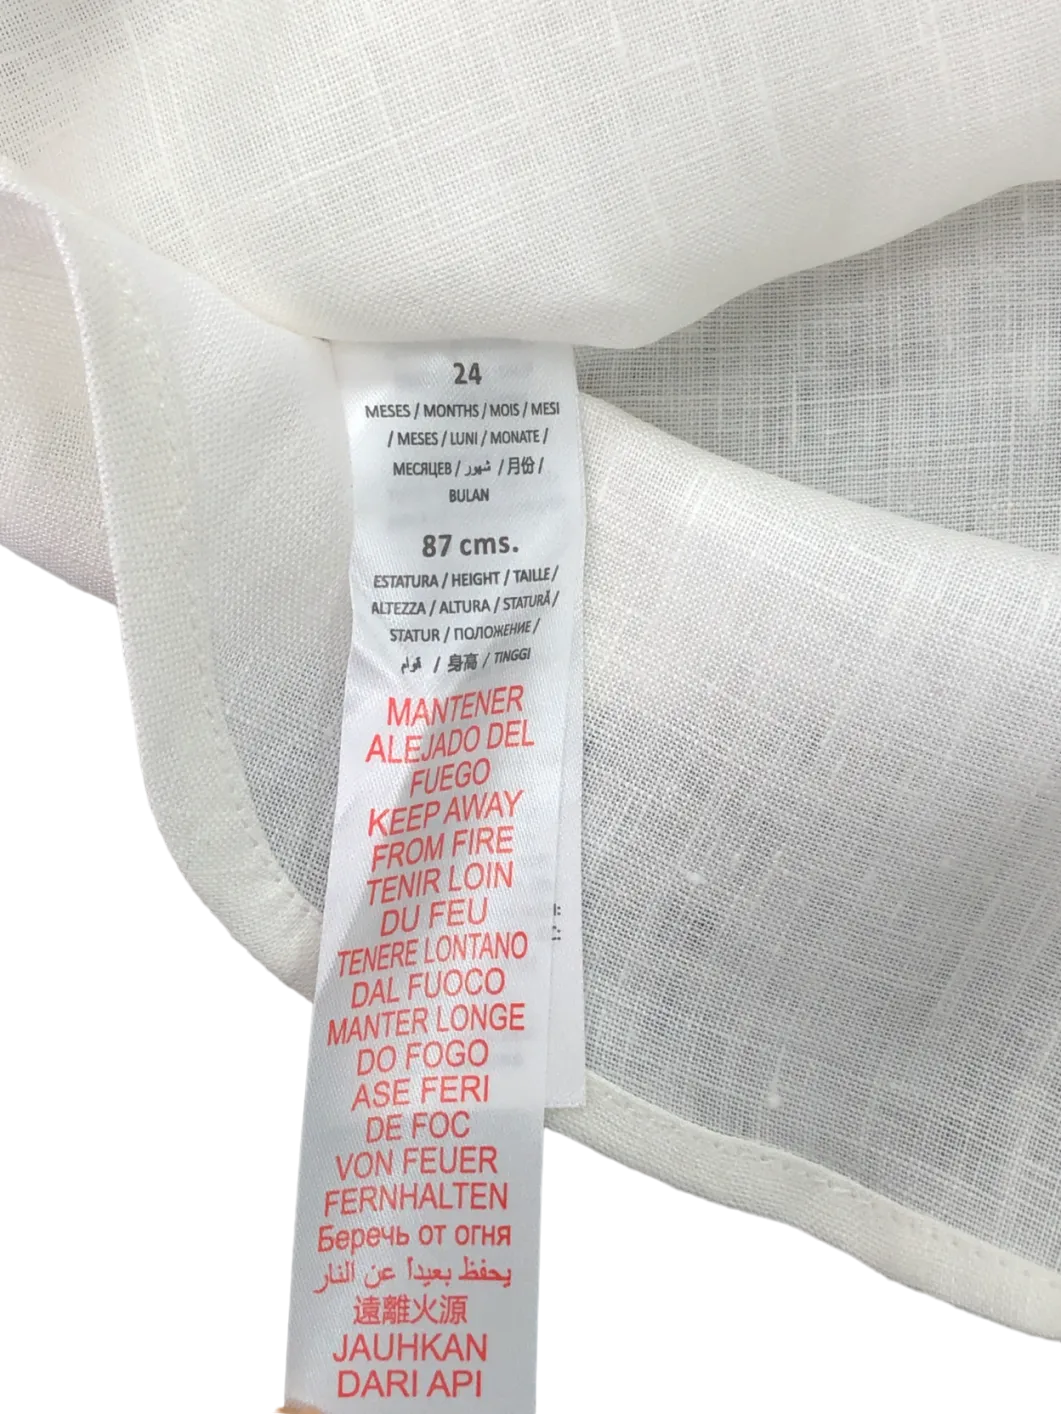 24
MESES / MONTHS / MOIS / MESI
/ MESES / LUNI / MONATE /
МЕСЯЦЕВ / شهور / 月份 /
BULAN
87 cms.
ESTATURA / HEIGHT / TAILLE /
ALTEZZA / ALTURA / STATURĂ /
STATUR / ПОЛОЖЕНИЕ /
قوام / 身高 / TINGGI
MANTENER
ALEJADO DEL
FUEGO
KEEP AWAY
FROM FIRE
TENIR LOIN
DU FEU
TENERE LONTANO
DAL FUOCO
MANTER LONGE
DO FOGO
ASE FERI
DE FOC
VON FEUER
FERNHALTEN
Беречь от огня
يحفظ بعيداً عن النار
遠離火源
JAUHKAN
DARI API